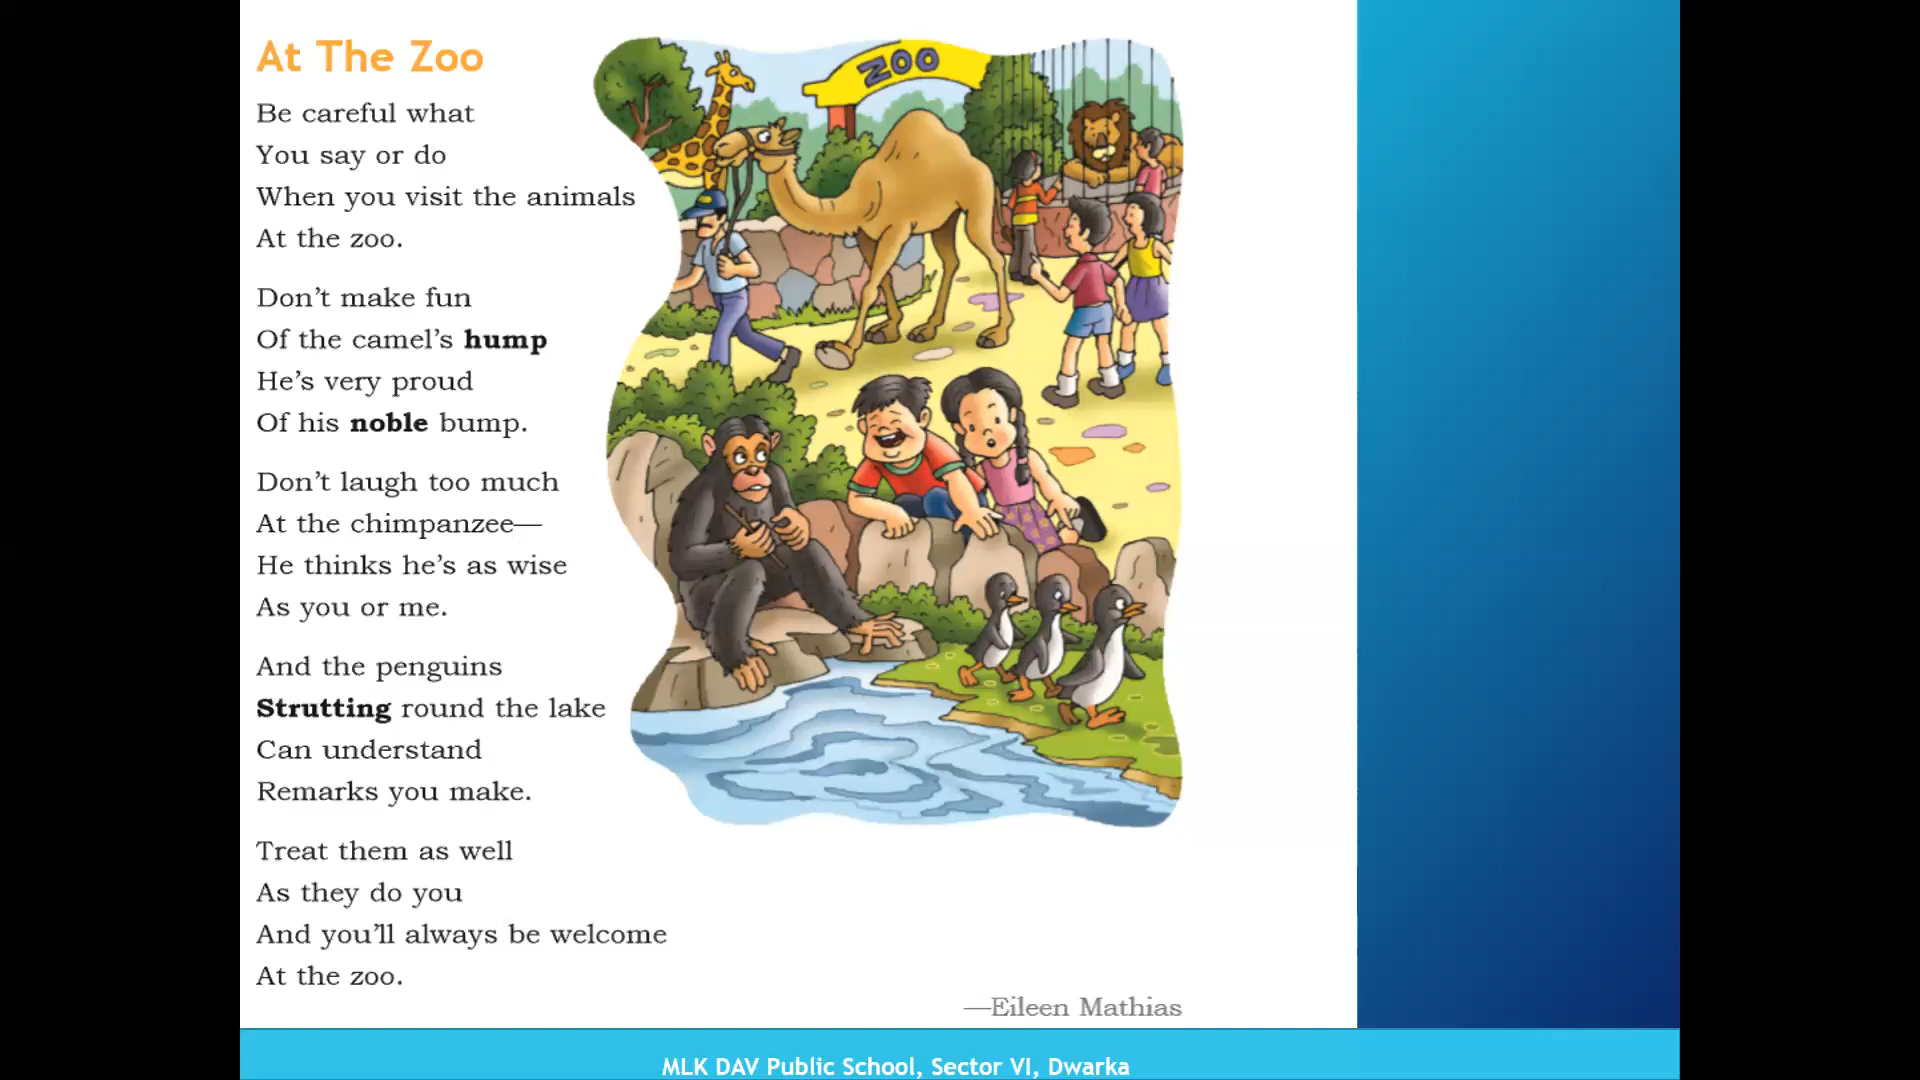 At The Zoo
Be careful what
You say or do
When you visit the animals
At the zoo.
Don't make fun
Of the camel's hump
He's very proud
Of his noble bump.
Don't laugh too much
At the chimpanzee—
He thinks he's as wise
As you or me.
And the penguins
Strutting round the lake
Can understand
Remarks you make.
Treat them as well
As they do you
And you'll always be welcome
At the zoo.
—Eileen Mathias
ZOO
MLK DAV Public School, Sector VI, Dwarka